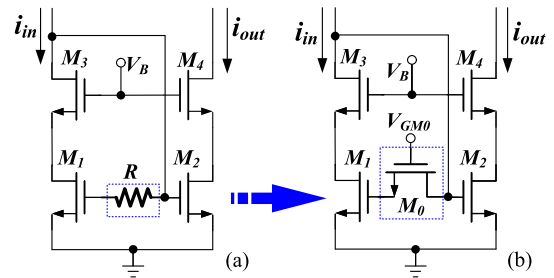 i_in i_out i_in i_out
M_3 V_B M_4 M_3 V_B M_4
V_GM0
M_1 R M_2 M_1 M_0 M_2
(a) (b)